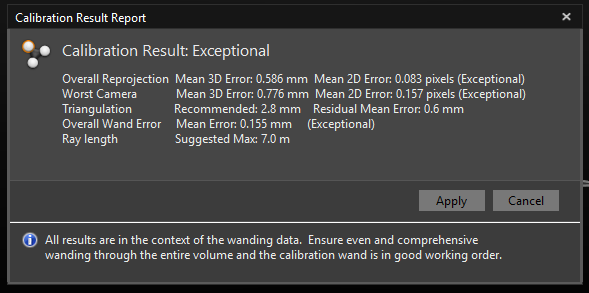 Calibration Result Report
Calibration Result: Exceptional
Overall Reprojection Mean 3D Error: 0.586 mm Mean 2D Error: 0.083 pixels (Exceptional)
Worst Camera Mean 3D Error: 0.776 mm Mean 2D Error: 0.157 pixels (Exceptional)
Triangulation Recommended: 2.8 mm Residual Mean Error: 0.6 mm
Overall Wand Error Mean Error: 0.155 mm (Exceptional)
Ray length Suggested Max: 7.0 m
Apply Cancel
All results are in the context of the wanding data. Ensure even and comprehensive
wanding through the entire volume and the calibration wand is in good working order.